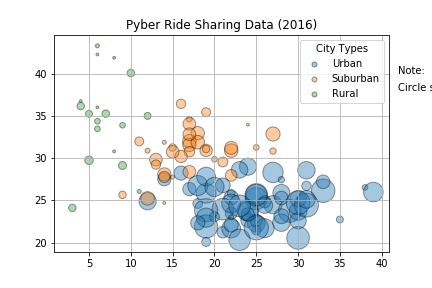 Pyber Ride Sharing Data (2016)
City Types
Urban
Suburban
Rural
Note:
Circle
40
35
30
25
20
5
10
15
20
25
30
35
40